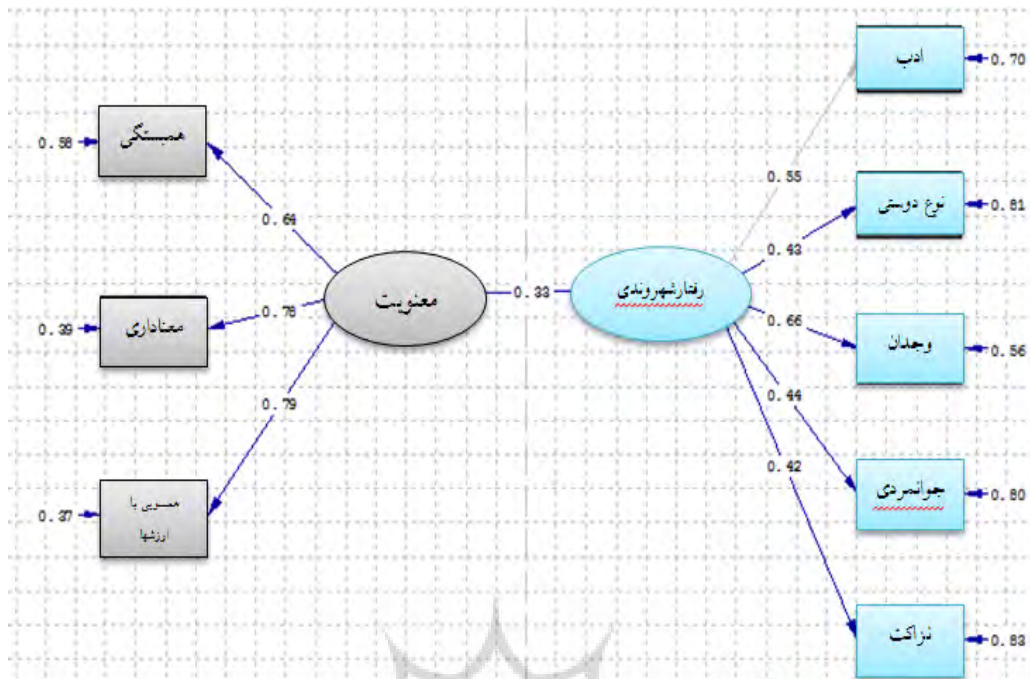 ادب
0.70
همبستگی
0.58
0.55
0.64
نوع دوستی
0.81
0.43
معنویت
0.33
رفتارشهروندی
معناداری
0.39
0.78
0.66
وجدان
0.56
0.79
0.44
0.42
همسویی با
ارزشها
0.37
جوانمردی
0.80
نزاکت
0.83